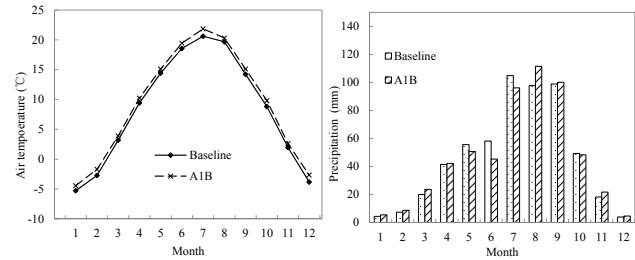 25
20
15
10
5
0
-5
-10
Air tempoerature (℃)
Baseline
A1B
1 2 3 4 5 6 7 8 9 10 11 12
Month
140
120
100
80
60
40
20
0
Precipitation (mm)
Baseline
A1B
1 2 3 4 5 6 7 8 9 10 11 12
Month